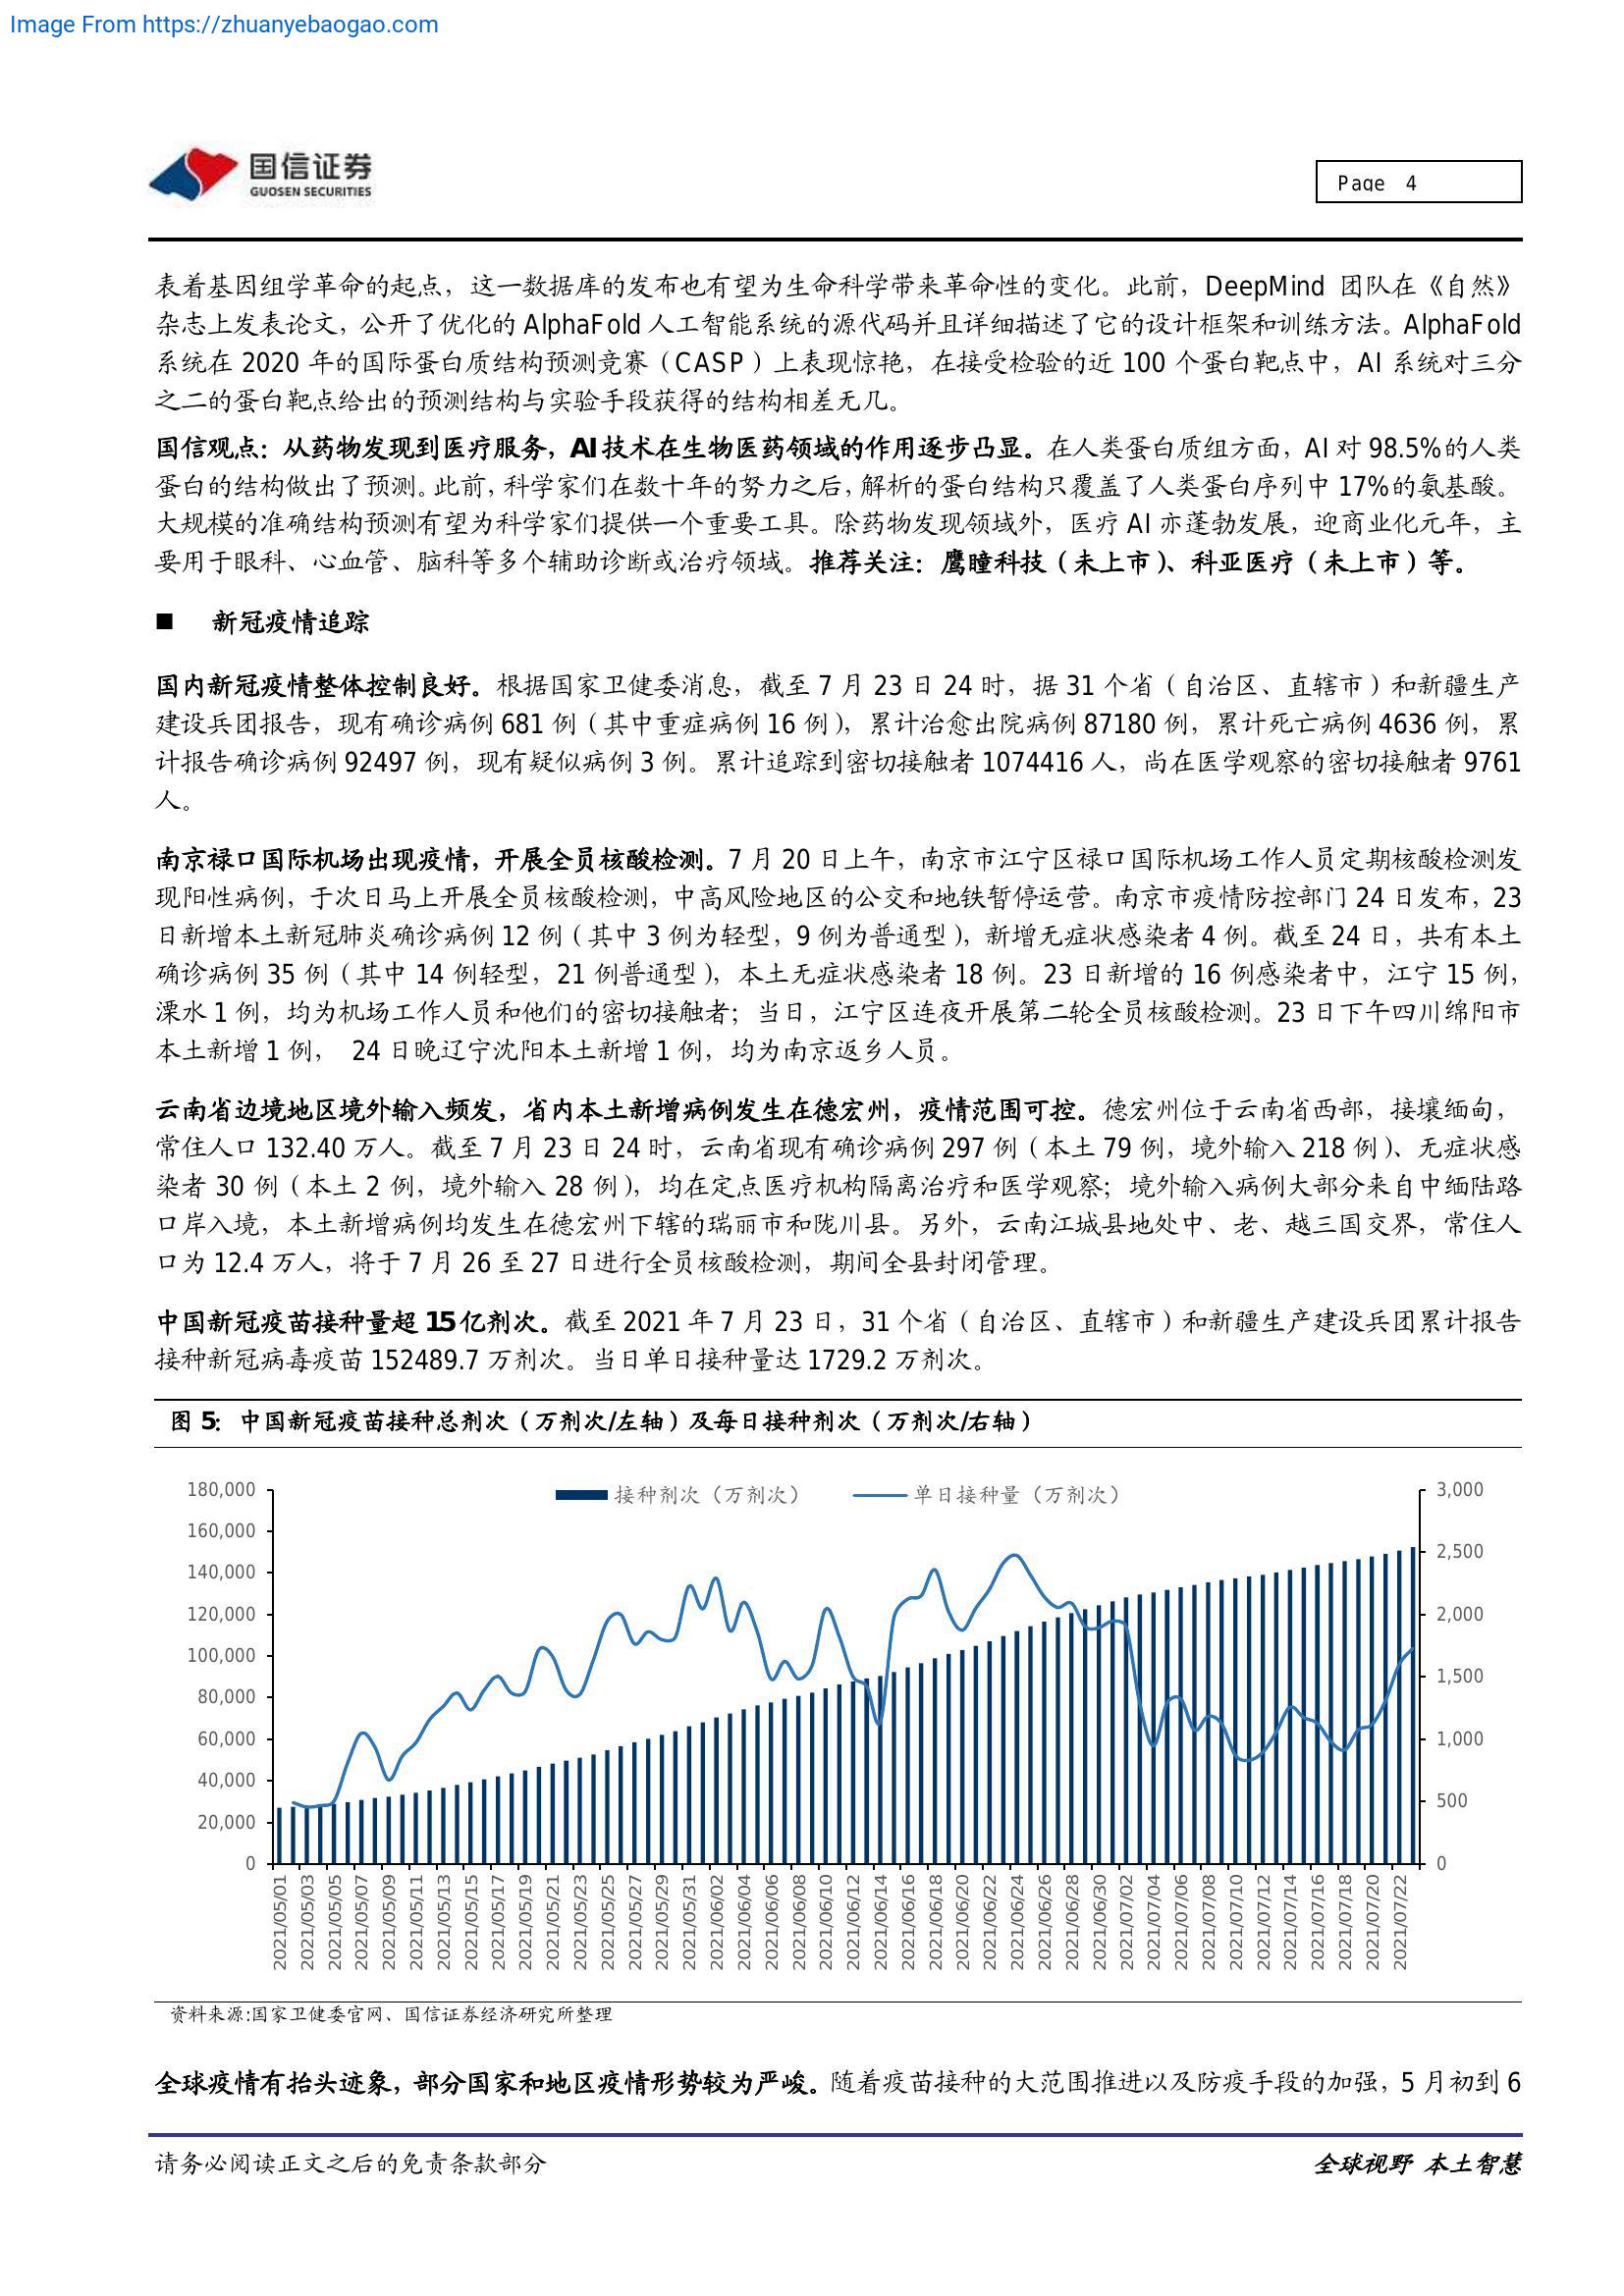 Image From https://zhuanyebaogao.com
国信证券
GUOSEN SECURITIES
Page 4
表着基因组学革命的起点，这一数据库的发布也有望为生命科学带来革命性的变化。此前，DeepMind 团队在《自然》
杂志上发表论文，公开了优化的 AlphaFold 人工智能系统的源代码并且详细描述了它的设计框架和训练方法。AlphaFold
系统在 2020 年的国际蛋白质结构预测竞赛（CASP）上表现惊艳，在接受检验的近 100 个蛋白靶点中，AI 系统对三分
之二的蛋白靶点给出的预测结构与实验手段获得的结构相差无几。
国信观点：从药物发现到医疗服务，AI 技术在生物医药领域的作用逐步凸显。在人类蛋白质组方面，AI 对 98.5%的人类
蛋白的结构做出了预测。此前，科学家们在数十年的努力之后，解析的蛋白结构只覆盖了人类蛋白序列中 17%的氨基酸。
大规模的准确结构预测有望为科学家们提供一个重要工具。除药物发现领域外，医疗 AI 亦蓬勃发展，迎商业化元年，主
要用于眼科、心血管、脑科等多个辅助诊断或治疗领域。推荐关注：鹰瞳科技（未上市）、科亚医疗（未上市）等。
■ 新冠疫情追踪
国内新冠疫情整体控制良好。根据国家卫健委消息，截至 7 月 23 日 24 时，据 31 个省（自治区、直辖市）和新疆生产
建设兵团报告，现有确诊病例 681 例（其中重症病例 16 例），累计治愈出院病例 87180 例，累计死亡病例 4636 例，累
计报告确诊病例 92497 例，现有疑似病例 3 例。累计追踪到密切接触者 1074416 人，尚在医学观察的密切接触者 9761
人。
南京禄口国际机场出现疫情，开展全员核酸检测。7 月 20 日上午，南京市江宁区禄口国际机场工作人员定期核酸检测发
现阳性病例，于次日马上开展全员核酸检测，中高风险地区的公交和地铁暂停运营。南京市疫情防控部门 24 日发布，23
日新增本土新冠肺炎确诊病例 12 例（其中 3 例为轻型，9 例为普通型），新增无症状感染者 4 例。截至 24 日，共有本土
确诊病例 35 例（其中 14 例轻型，21 例普通型），本土无症状感染者 18 例。23 日新增的 16 例感染者中，江宁 15 例，
溧水 1 例，均为机场工作人员和他们的密切接触者；当日，江宁区连夜开展第二轮全员核酸检测。23 日下午四川绵阳市
本土新增 1 例， 24 日晚辽宁沈阳本土新增 1 例，均为南京返乡人员。
云南省边境地区境外输入频发，省内本土新增病例发生在德宏州，疫情范围可控。德宏州位于云南省西部，接壤缅甸，
常住人口 132.40 万人。截至 7 月 23 日 24 时，云南省现有确诊病例 297 例（本土 79 例，境外输入 218 例）、无症状感
染者 30 例（本土 2 例，境外输入 28 例），均在定点医疗机构隔离治疗和医学观察；境外输入病例大部分来自中缅陆路
口岸入境，本土新增病例均发生在德宏州下辖的瑞丽市和陇川县。另外，云南江城县地处中、老、越三国交界，常住人
口为 12.4 万人，将于 7 月 26 至 27 日进行全员核酸检测，期间全县封闭管理。
中国新冠疫苗接种量超 15 亿剂次。截至 2021 年 7 月 23 日，31 个省（自治区、直辖市）和新疆生产建设兵团累计报告
接种新冠病毒疫苗 152489.7 万剂次。当日单日接种量达 1729.2 万剂次。
图 5：中国新冠疫苗接种总剂次（万剂次/左轴）及每日接种剂次（万剂次/右轴）
接种剂次（万剂次） 单日接种量（万剂次）
180,000
160,000
140,000
120,000
100,000
80,000
60,000
40,000
20,000
0
3,000
2,500
2,000
1,500
1,000
500
0
2021/05/01
2021/05/03
2021/05/05
2021/05/07
2021/05/09
2021/05/11
2021/05/13
2021/05/15
2021/05/17
2021/05/19
2021/05/21
2021/05/23
2021/05/25
2021/05/27
2021/05/29
2021/05/31
2021/06/02
2021/06/04
2021/06/06
2021/06/08
2021/06/10
2021/06/12
2021/06/14
2021/06/16
2021/06/18
2021/06/20
2021/06/22
2021/06/24
2021/06/26
2021/06/28
2021/06/30
2021/07/02
2021/07/04
2021/07/06
2021/07/08
2021/07/10
2021/07/12
2021/07/14
2021/07/16
2021/07/18
2021/07/20
2021/07/22
资料来源:国家卫健委官网、国信证券经济研究所整理
全球疫情有抬头迹象，部分国家和地区疫情形势较为严峻。随着疫苗接种的大范围推进以及防疫手段的加强，5 月初到 6
请务必阅读正文之后的免责条款部分
全球视野 本土智慧